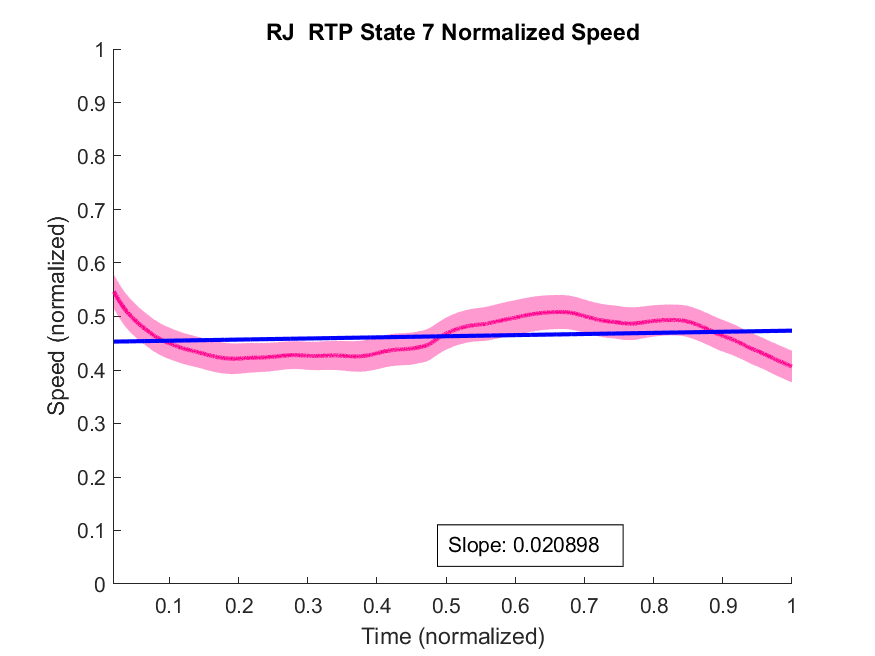 RJ  RTP State 7 Normalized Speed
1
0.9
0.8
0.7
0.6
0.5
0.4
0.3
0.2
0.1
0
Speed (normalized)
Slope: 0.020898
0.1 0.2 0.3 0.4 0.5 0.6 0.7 0.8 0.9 1
Time (normalized)